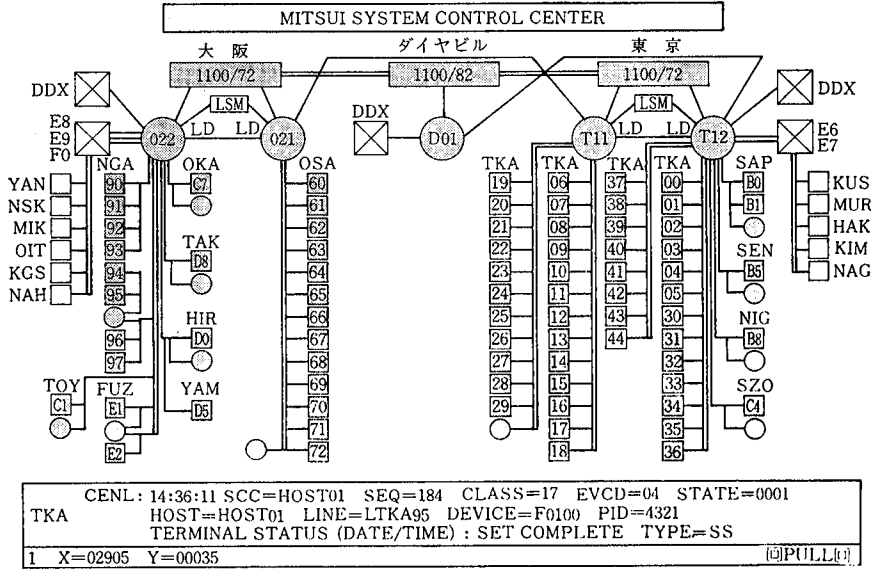 MITSUI SYSTEM CONTROL CENTER
大阪 ダイヤビル 東京
1100/72 1100/82 1100/72
DDX LSM DDX LSM DDX
E8
E9
F0
022 LD LD 021 D01 T11 LD LD T12
E6
E7
YAN
NSK
MIK
OIT
KGS
NAH
NGA
90
91
92
93
94
95
96
97
TOY
C1
FUZ
E1
E2
OKA
C7
TAK
D8
HIR
D0
YAM
D5
OSA
60
61
62
63
64
65
66
67
68
69
70
71
72
TKA
19
20
21
22
23
24
25
26
27
28
29
TKA
06
07
08
09
10
11
12
13
14
15
16
17
18
TKA
37
38
39
40
41
42
43
44
TKA
00
01
02
03
04
05
30
31
32
33
34
35
36
SAP
B0
B1
SEN
B5
NIG
B8
SZO
C4
KUS
MUR
HAK
KIM
NAG
CENL: 14:36:11 SCC=HOST01 SEQ=184 CLASS=17 EVCD=04 STATE=0001
TKA HOST=HOST01 LINE=LTKA95 DEVICE=F0100 PID=4321
TERMINAL STATUS (DATE/TIME) : SET COMPLETE TYPE=SS
1 X=02905 Y=00035 PULL